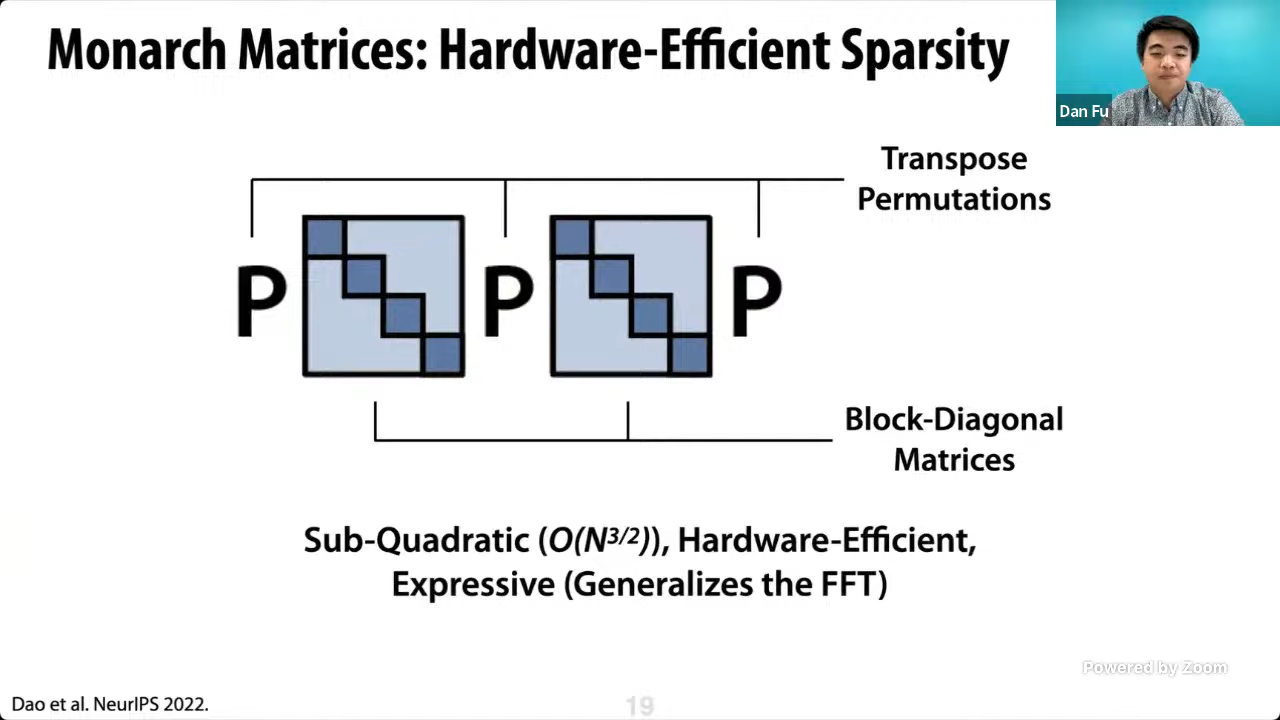 Monarch Matrices: Hardware-Efficient Sparsity
Dan Fu
Transpose
Permutations
P P P
Block-Diagonal
Matrices
Sub-Quadratic (O(N³/²)), Hardware-Efficient,
Expressive (Generalizes the FFT)
Powered by Zoom
Dao et al. NeurIPS 2022.
19